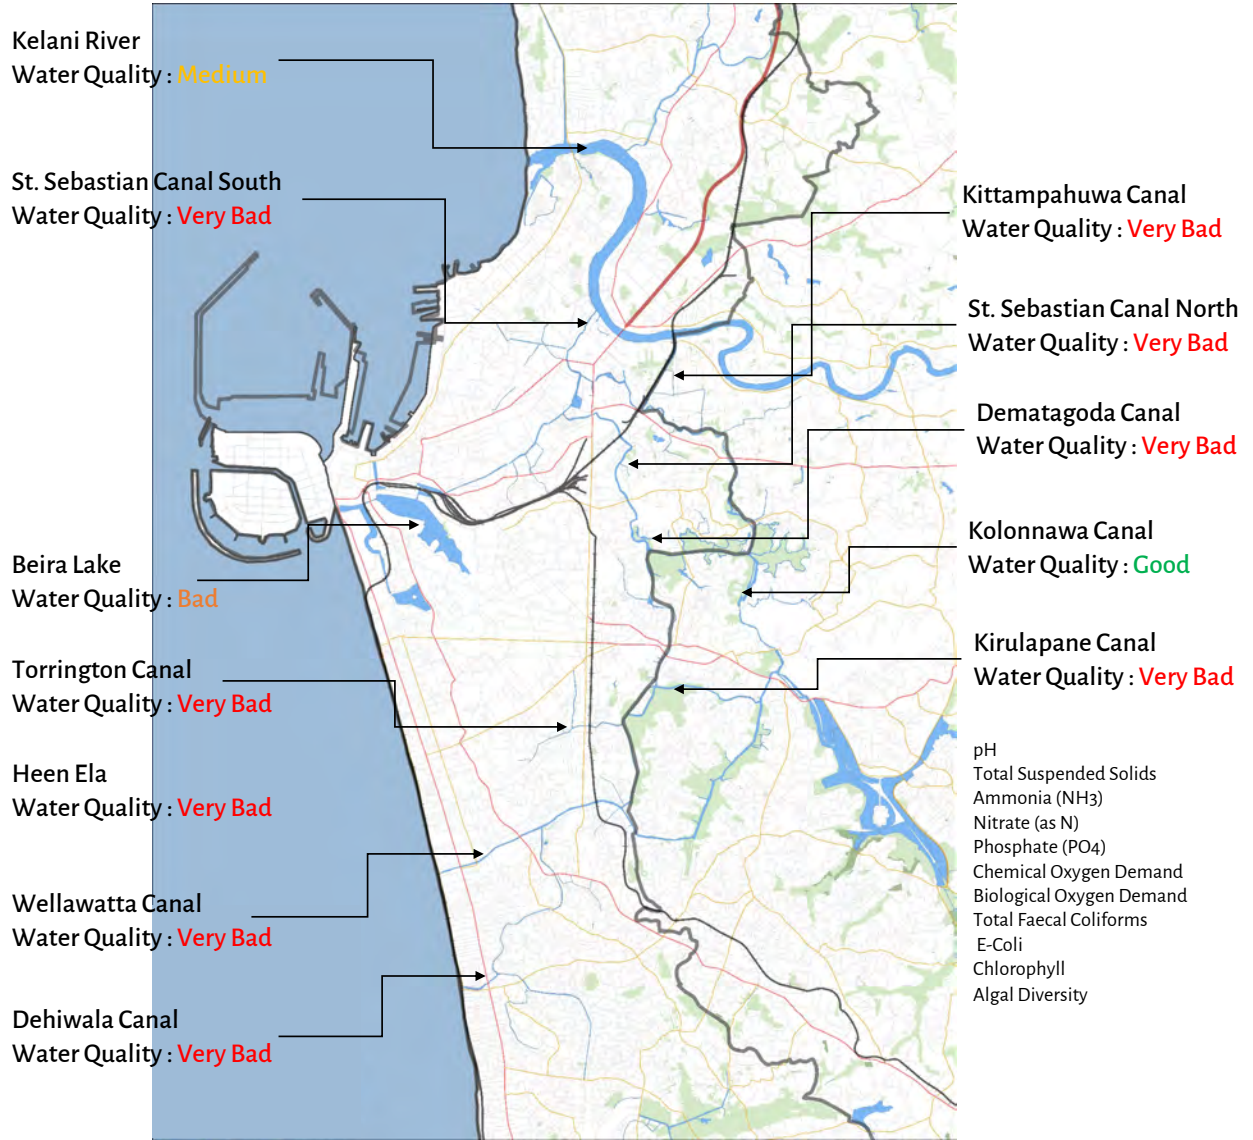 Kelani River
Water Quality : Medium
St. Sebastian Canal South
Water Quality : Very Bad
Beira Lake
Water Quality : Bad
Torrington Canal
Water Quality : Very Bad
Heen Ela
Water Quality : Very Bad
Wellawatta Canal
Water Quality : Very Bad
Dehiwala Canal
Water Quality : Very Bad
Kittampahuwa Canal
Water Quality : Very Bad
St. Sebastian Canal North
Water Quality : Very Bad
Dematagoda Canal
Water Quality : Very Bad
Kolonnawa Canal
Water Quality : Good
Kirulapane Canal
Water Quality : Very Bad
pH
Total Suspended Solids
Ammonia (NH3)
Nitrate (as N)
Phosphate (PO4)
Chemical Oxygen Demand
Biological Oxygen Demand
Total Faecal Coliforms
E-Coli
Chlorophyll
Algal Diversity